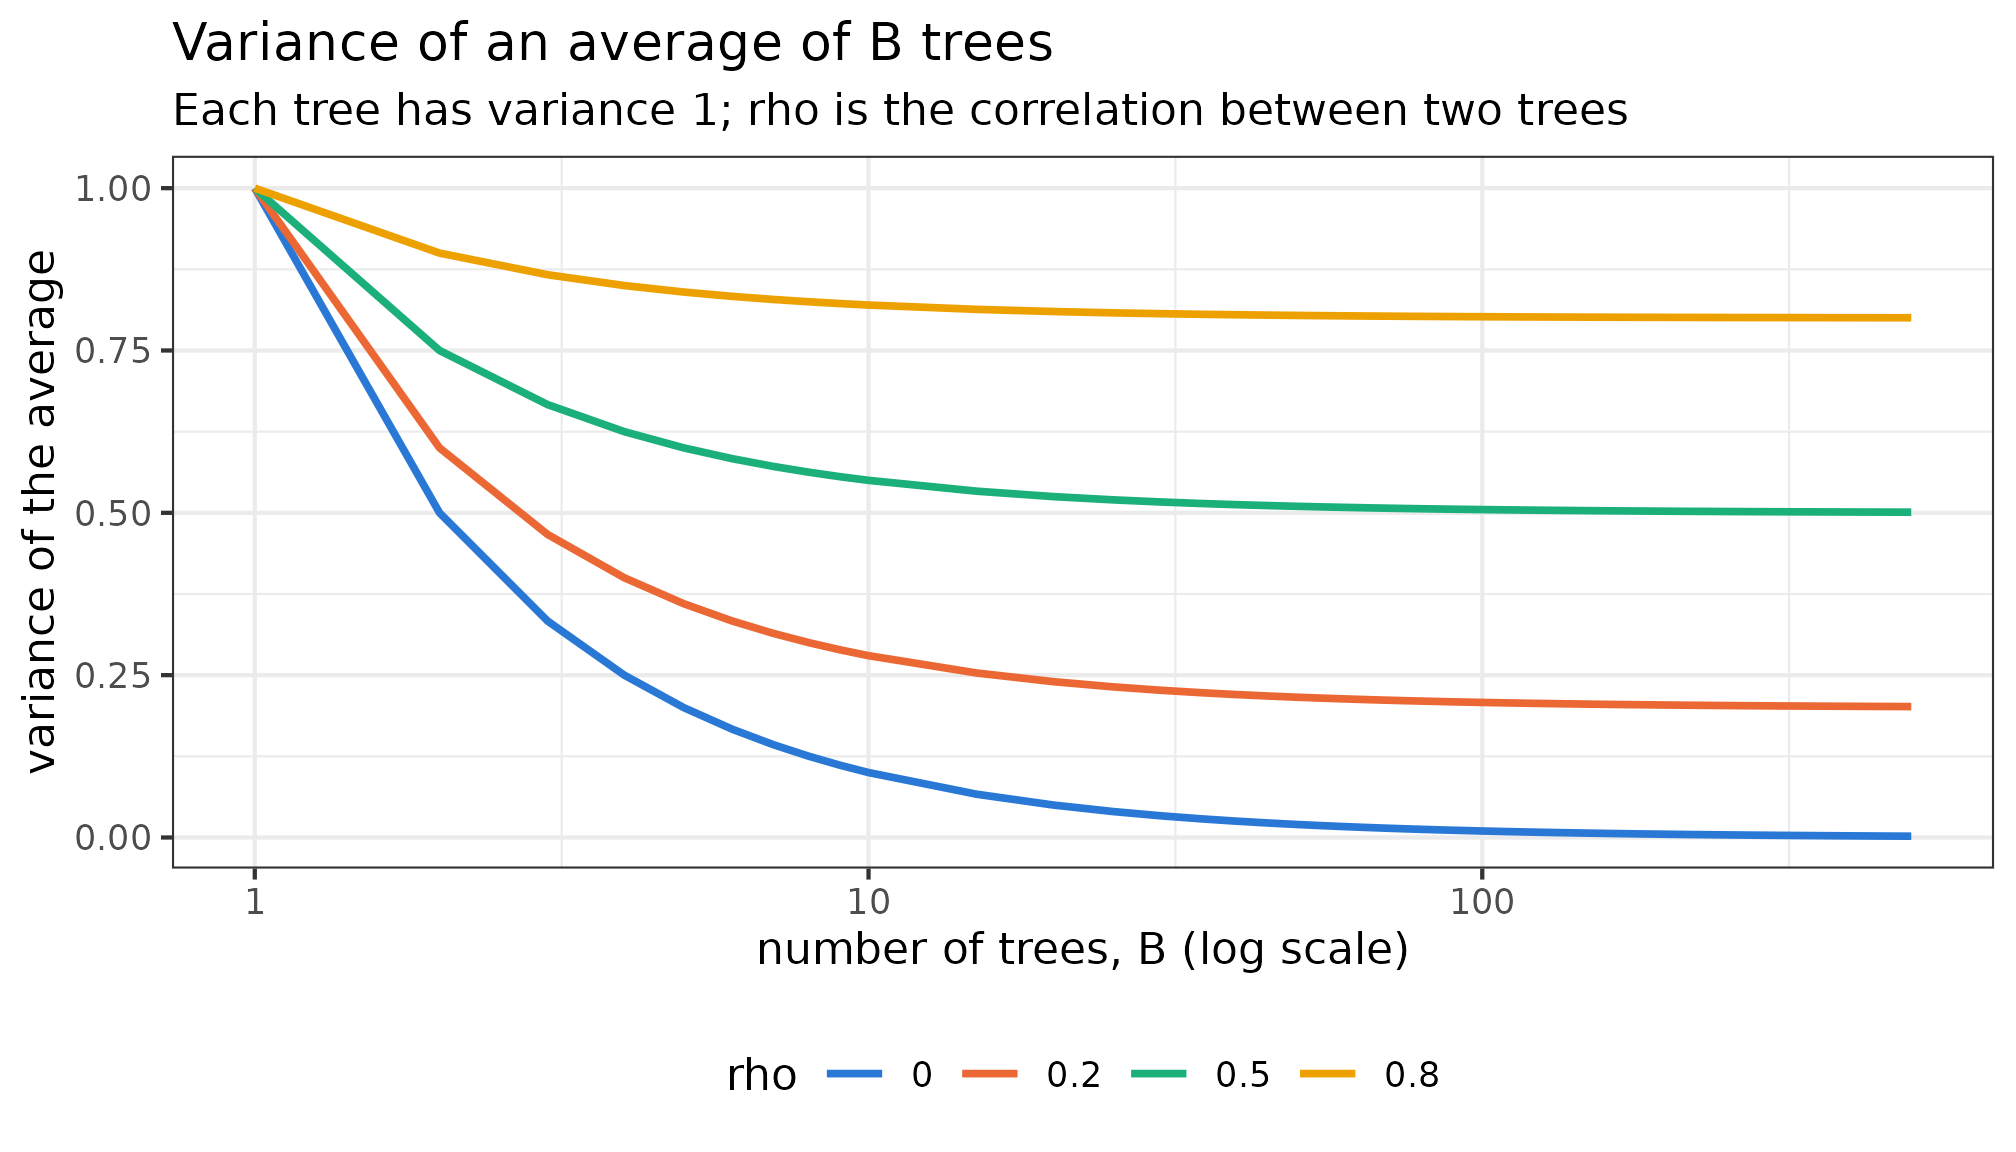 Variance of an average of B trees
Each tree has variance 1; rho is the correlation between two trees
variance of the average
1.00
0.75
0.50
0.25
0.00
1 10 100
number of trees, B (log scale)
rho 0 0.2 0.5 0.8